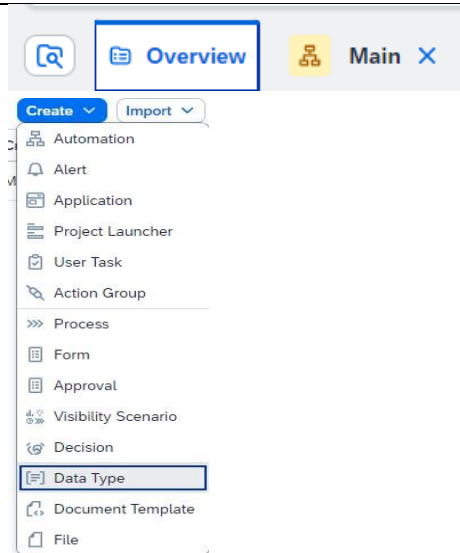 Overview Main
Create Import
Automation
Alert
Application
Project Launcher
User Task
Action Group
Process
Form
Approval
Visibility Scenario
Decision
Data Type
Document Template
File